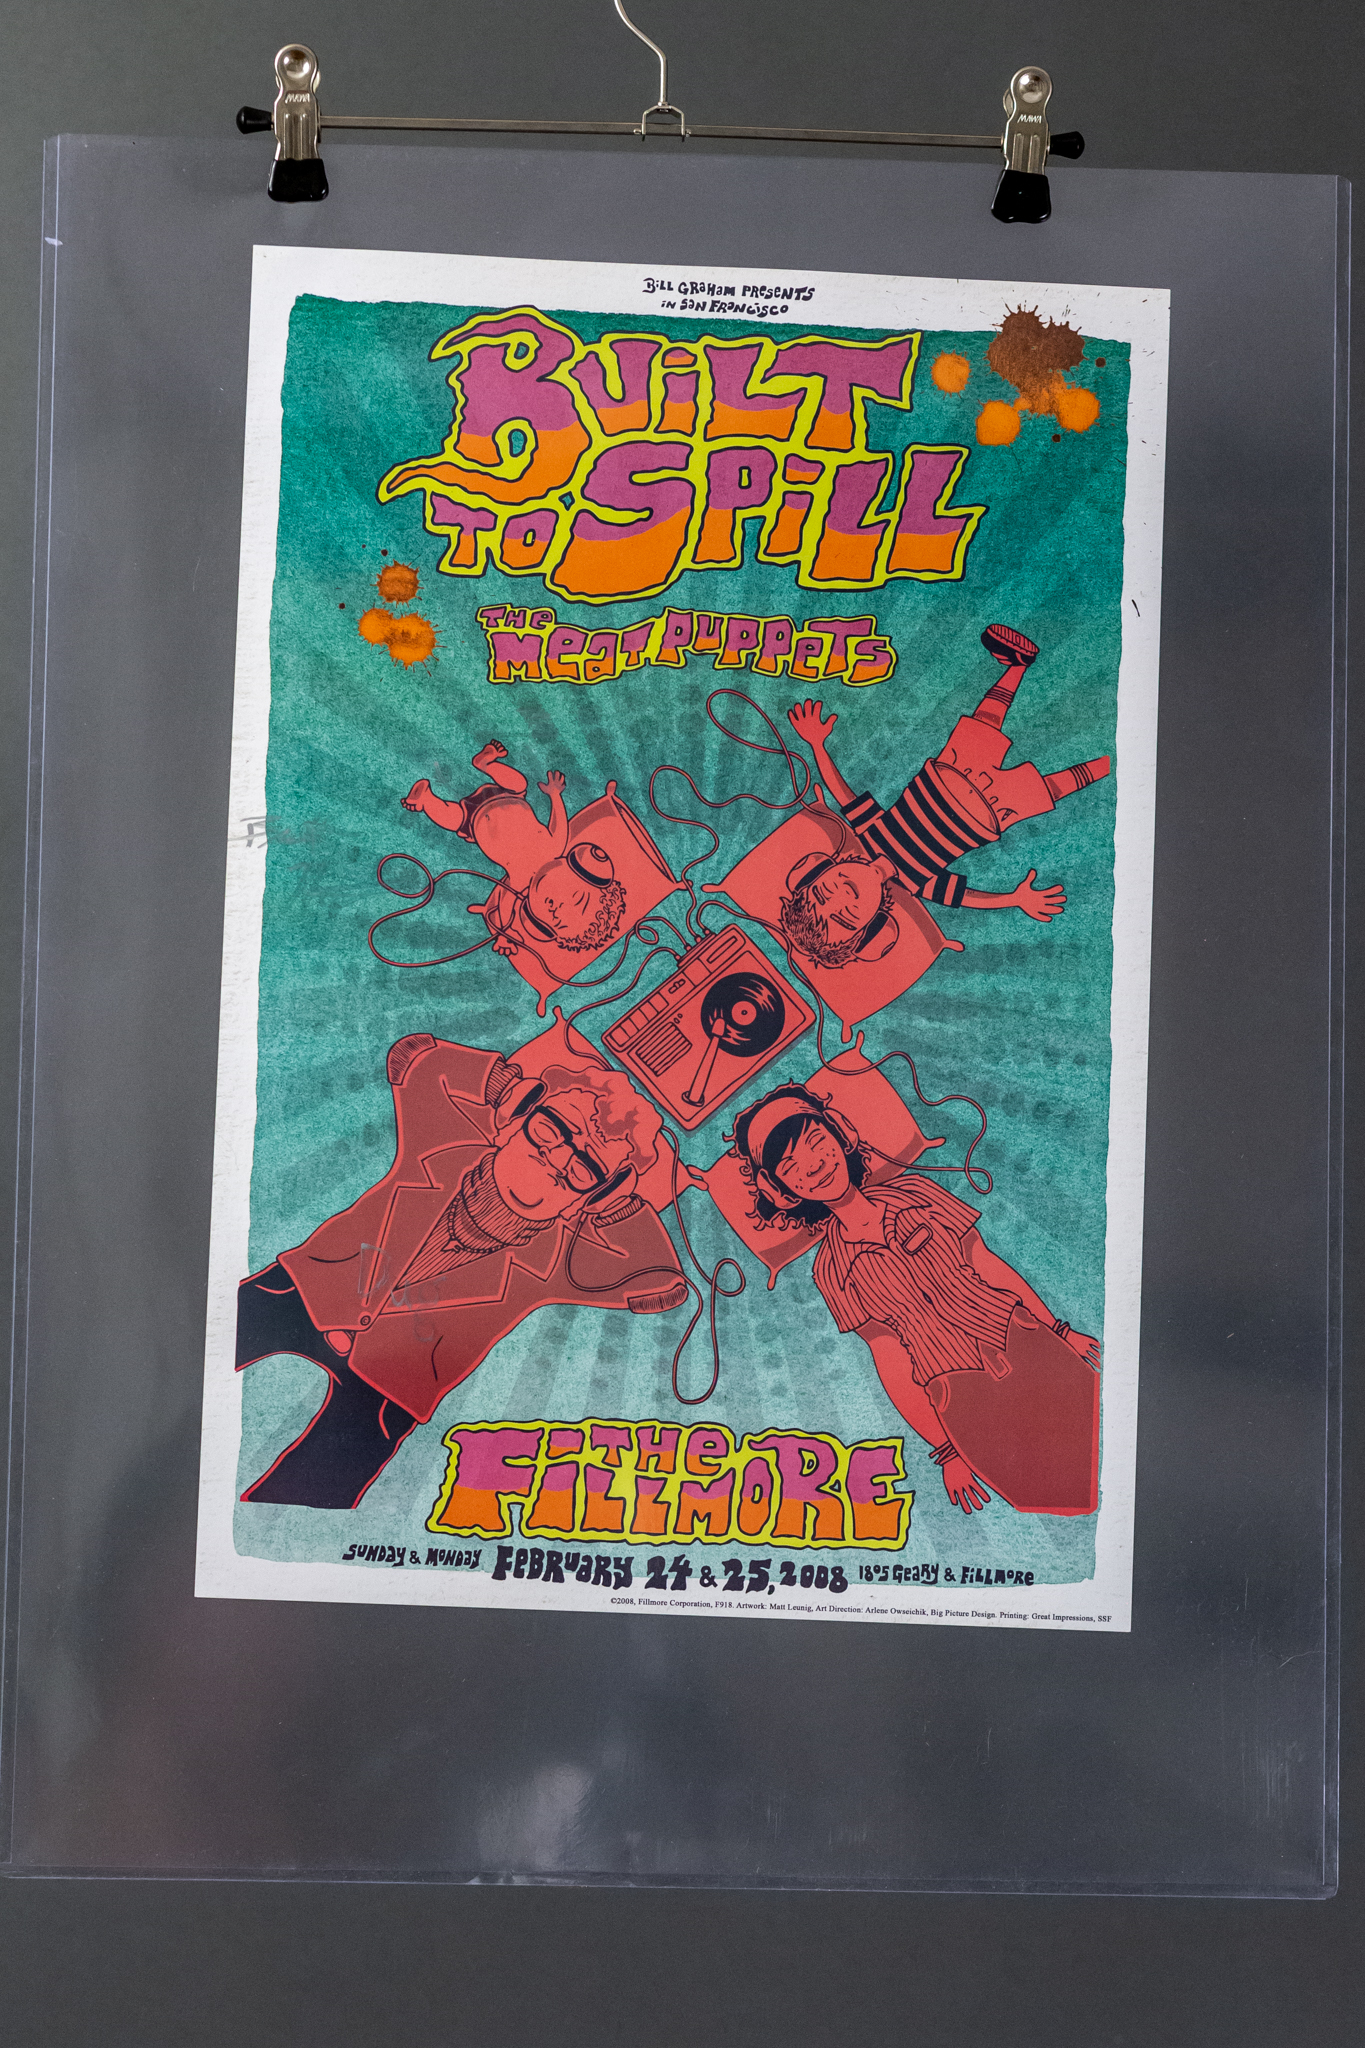 MAWA
MAWA
BiLL GRaHaM PReSeNTS
iN SaN FRaNCiSCO
BUiLT
TO SPiLL
THe
MeaT PUPPeTS
THe
FiLLMORE
SUNDay & MONDay FeBRUaRy 24 & 25, 2008 1805 Geary & FiLLMORe
©2008, Fillmore Corporation, F918. Artwork: Matt Leunig, Art Direction: Arlene Owseichik, Big Picture Design. Printing: Great Impressions, SSF